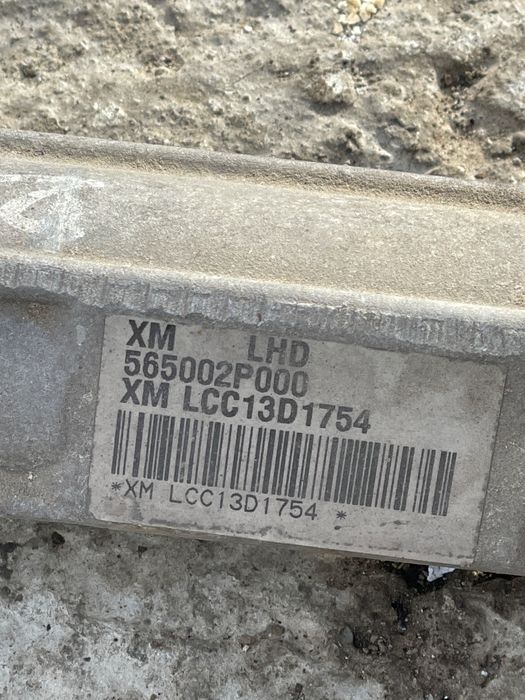 XM LHD
565002P000
XM LCC13D1754
*XM LCC13D1754 *